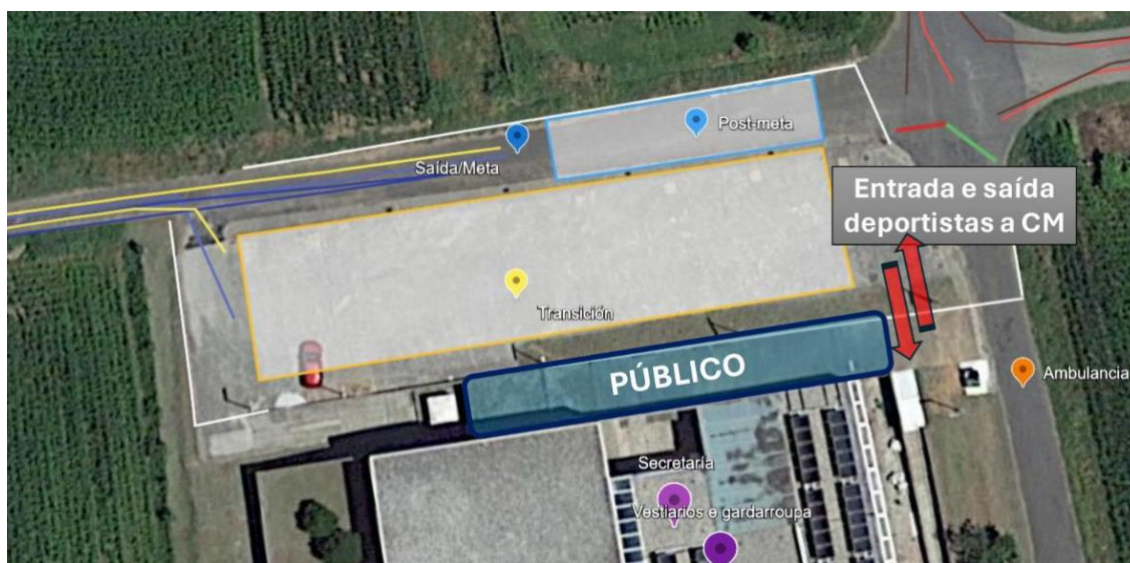 Post-meta
Saída/Meta
Entrada e saída
deportistas a CM
Transición
PÚBLICO
Ambulancia
Secretaría
Vestiarios e gardarroupa